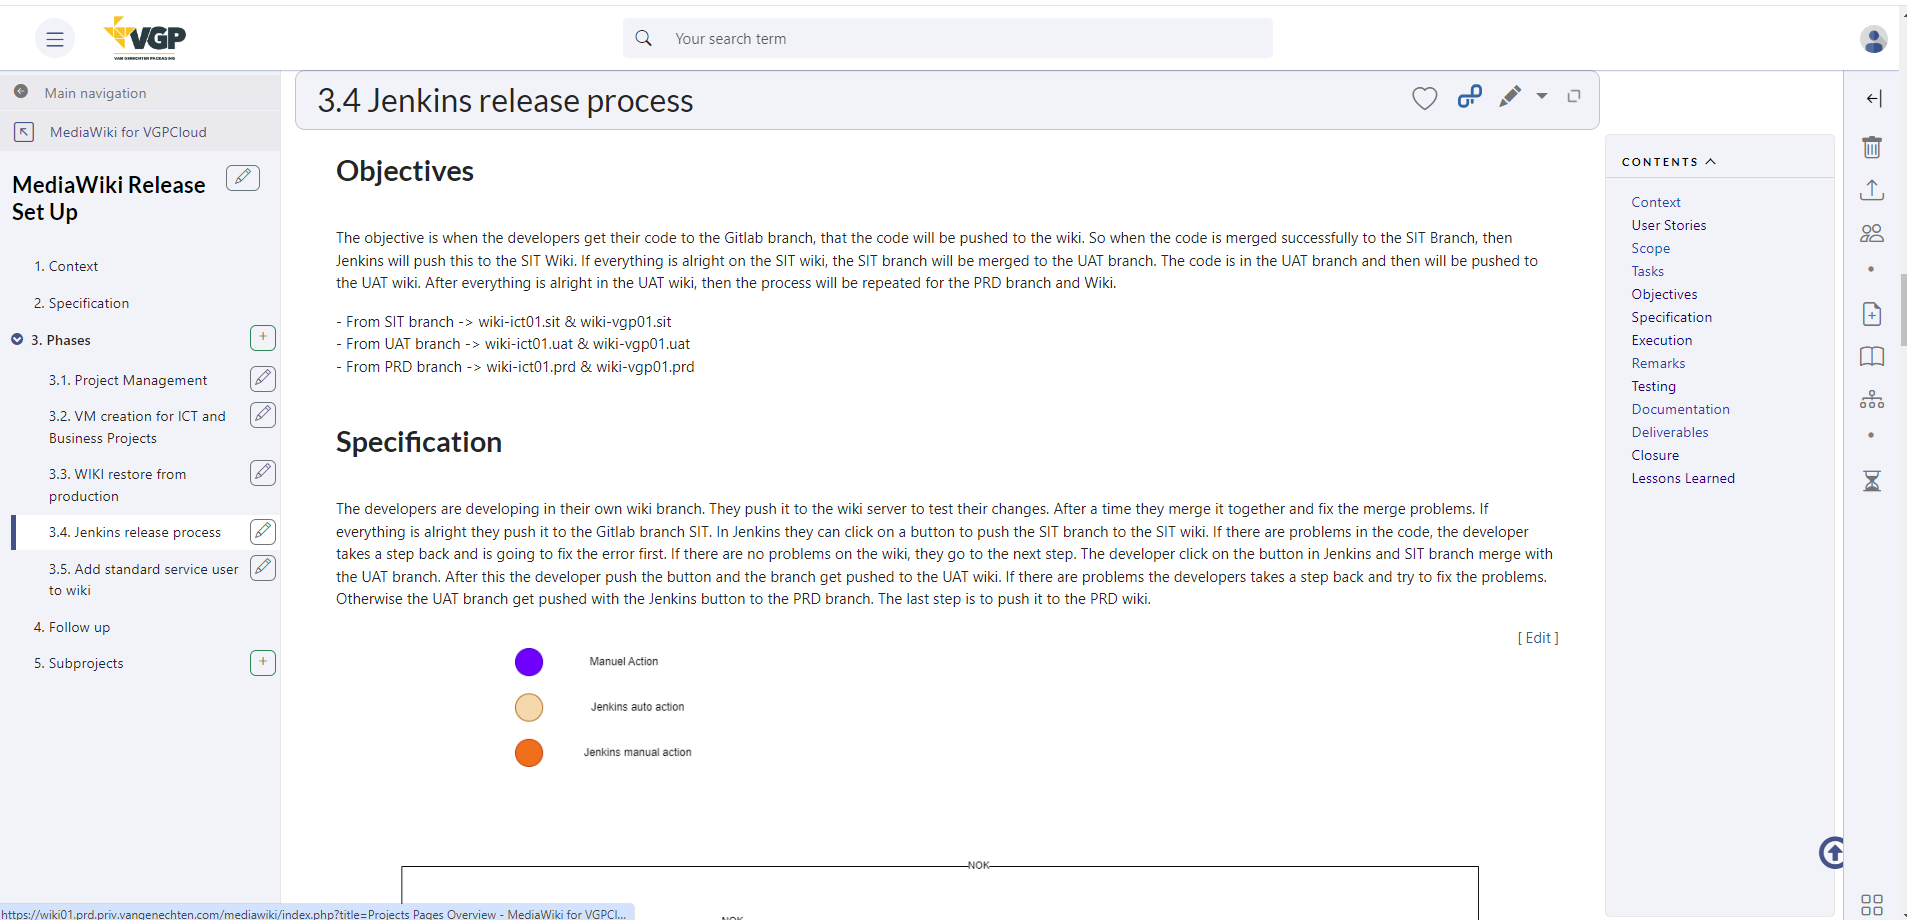 VGP
VAN GENECHTEN PACKAGING
Your search term
Main navigation
MediaWiki for VGPCloud
MediaWiki Release
Set Up
1. Context
2. Specification
3. Phases
3.1. Project Management
3.2. VM creation for ICT and
Business Projects
3.3. WIKI restore from
production
3.4. Jenkins release process
3.5. Add standard service user
to wiki
4. Follow up
5. Subprojects
3.4 Jenkins release process
Objectives
The objective is when the developers get their code to the Gitlab branch, that the code will be pushed to the wiki. So when the code is merged successfully to the SIT Branch, then
Jenkins will push this to the SIT Wiki. If everything is alright on the SIT wiki, the SIT branch will be merged to the UAT branch. The code is in the UAT branch and then will be pushed to
the UAT wiki. After everything is alright in the UAT wiki, then the process will be repeated for the PRD branch and Wiki.
- From SIT branch -> wiki-ict01.sit & wiki-vgp01.sit
- From UAT branch -> wiki-ict01.uat & wiki-vgp01.uat
- From PRD branch -> wiki-ict01.prd & wiki-vgp01.prd
Specification
The developers are developing in their own wiki branch. They push it to the wiki server to test their changes. After a time they merge it together and fix the merge problems. If
everything is alright they push it to the Gitlab branch SIT. In Jenkins they can click on a button to push the SIT branch to the SIT wiki. If there are problems in the code, the developer
takes a step back and is going to fix the error first. If there are no problems on the wiki, they go to the next step. The developer click on the button in Jenkins and SIT branch merge with
the UAT branch. After this the developer push the button and the branch get pushed to the UAT wiki. If there are problems the developers takes a step back and try to fix the problems.
Otherwise the UAT branch get pushed with the Jenkins button to the PRD branch. The last step is to push it to the PRD wiki.
[ Edit ]
Manuel Action
Jenkins auto action
Jenkins manual action
NOK
NOK
CONTENTS
Context
User Stories
Scope
Tasks
Objectives
Specification
Execution
Remarks
Testing
Documentation
Deliverables
Closure
Lessons Learned
https://wiki01.prd.priv.vangenechten.com/mediawiki/index.php?title=Projects Pages Overview - MediaWiki for VGPCl...